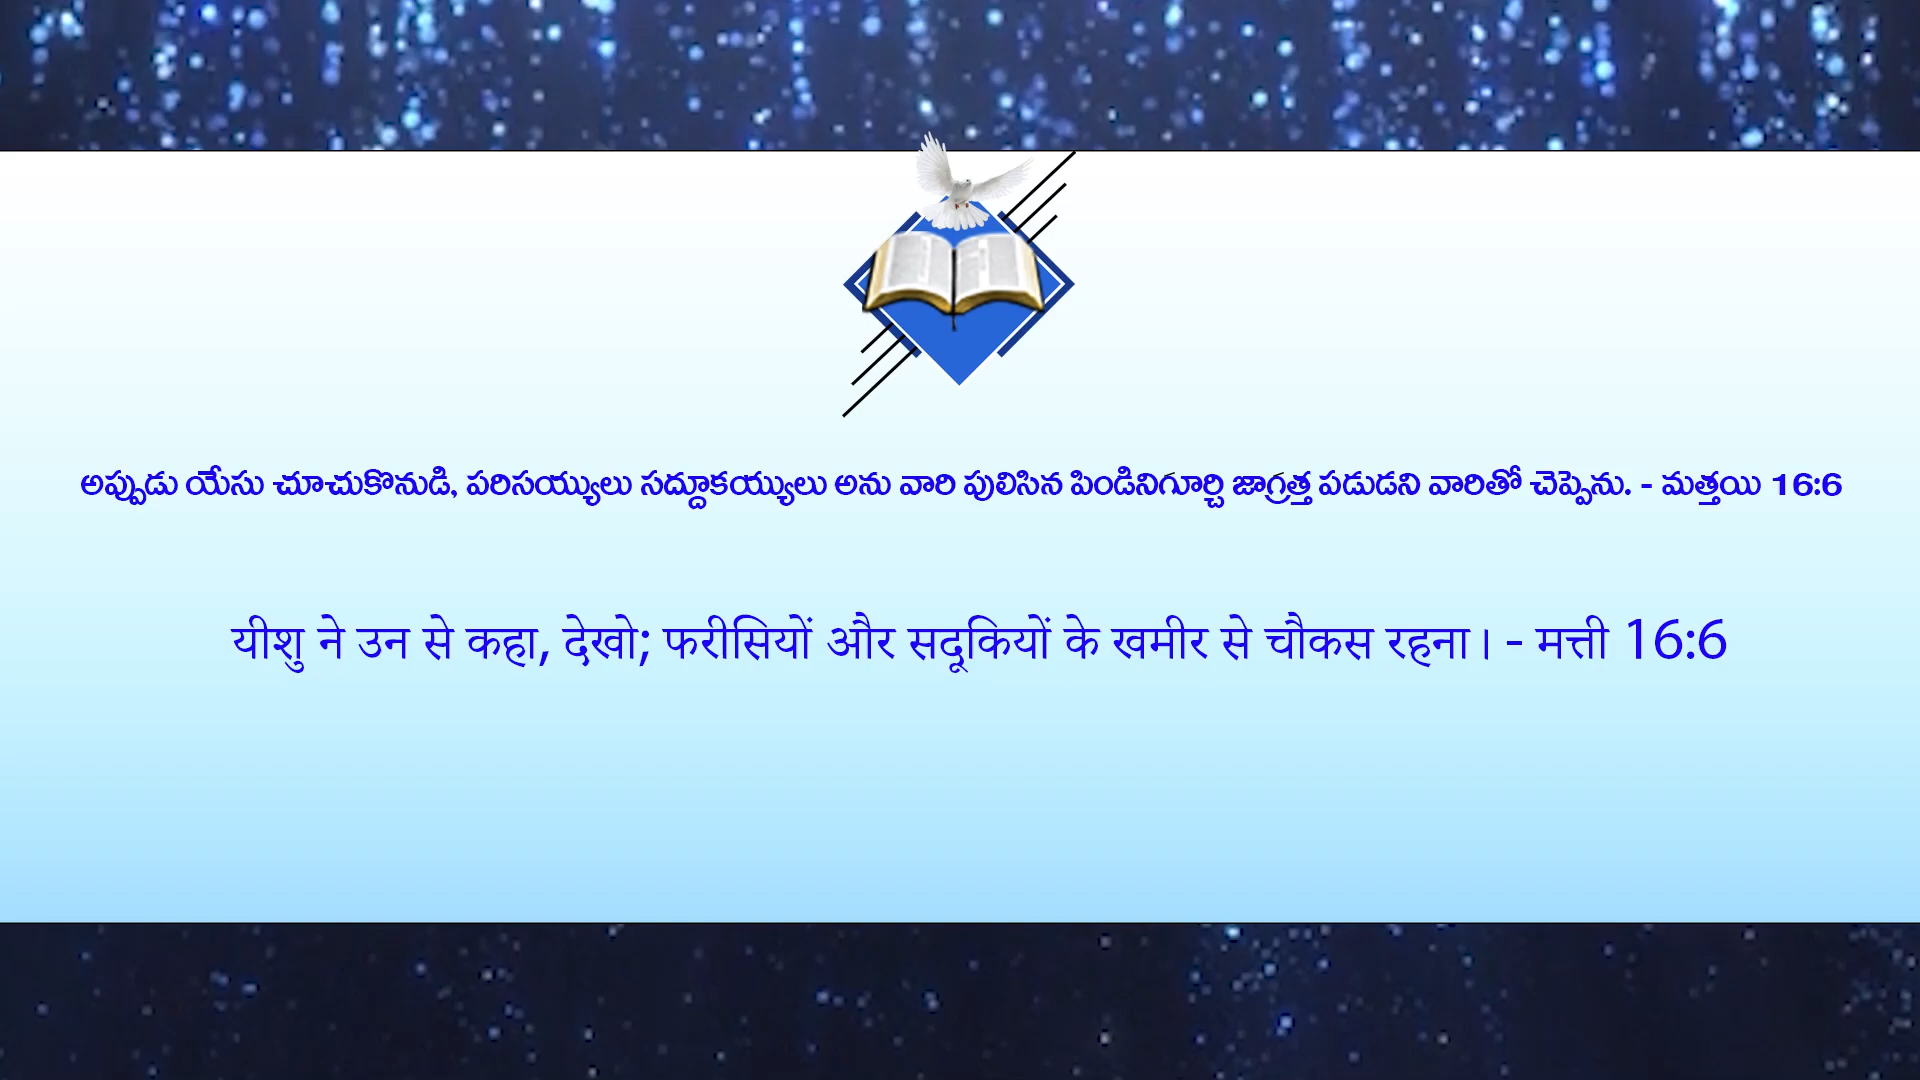 అప్పుడు యేసు చూచుకొనుడి, పరిసయ్యులు సద్దూకయ్యులు అను వారి పులిసిన పిండినిగూర్చి జాగ్రత్త పడుడని వారితో చెప్పెను. - మత్తయి 16:6
यीशु ने उन से कहा, देखो; फरीसियों और सदूकियों के खमीर से चौकस रहना। - मत्ती 16:6